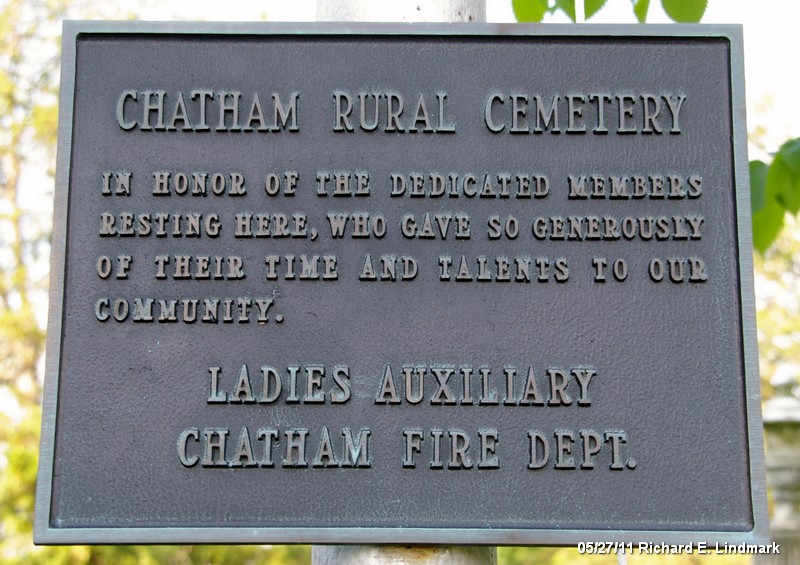 CHATHAM RURAL CEMETERY
IN HONOR OF THE DEDICATED MEMBERS
RESTING HERE, WHO GAVE SO GENEROUSLY
OF THEIR TIME AND TALENTS TO OUR
COMMUNITY.
LADIES AUXILIARY
CHATHAM FIRE DEPT.
05/27/11 Richard E. Lindmark